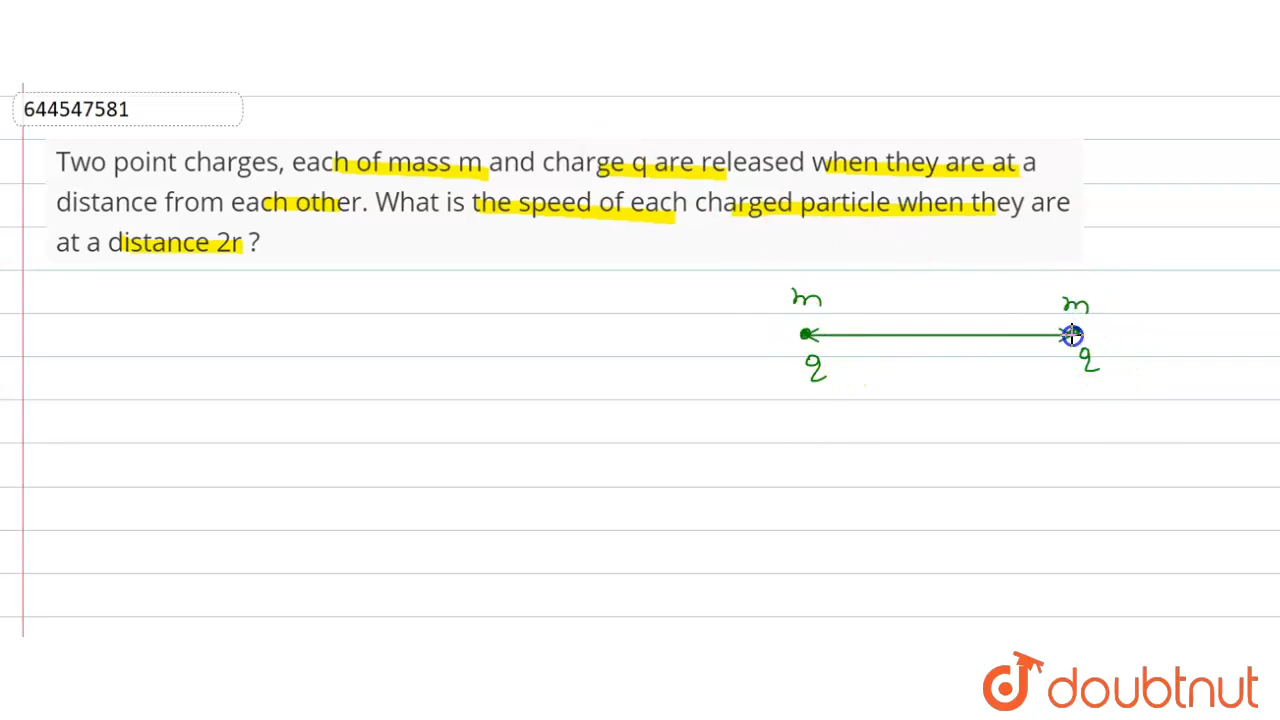 644547581
Two point charges, each of mass m and charge q are released when they are at a
distance from each other. What is the speed of each charged particle when they are
at a distance 2r ?
m m
q q
doubtnut